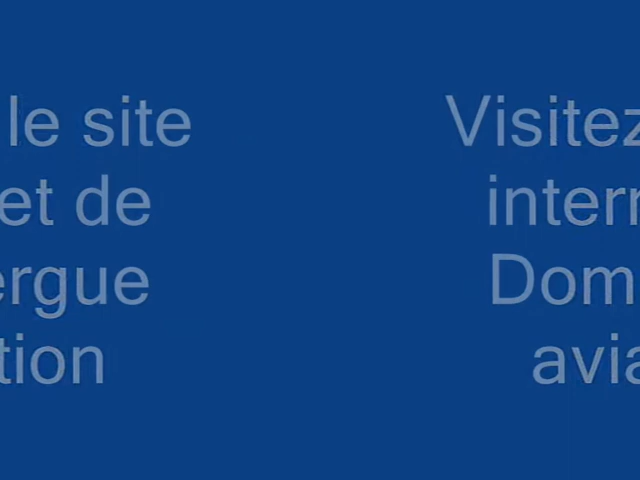 le site
et de
ergue
tion
Visitez
intern
Dom
avia